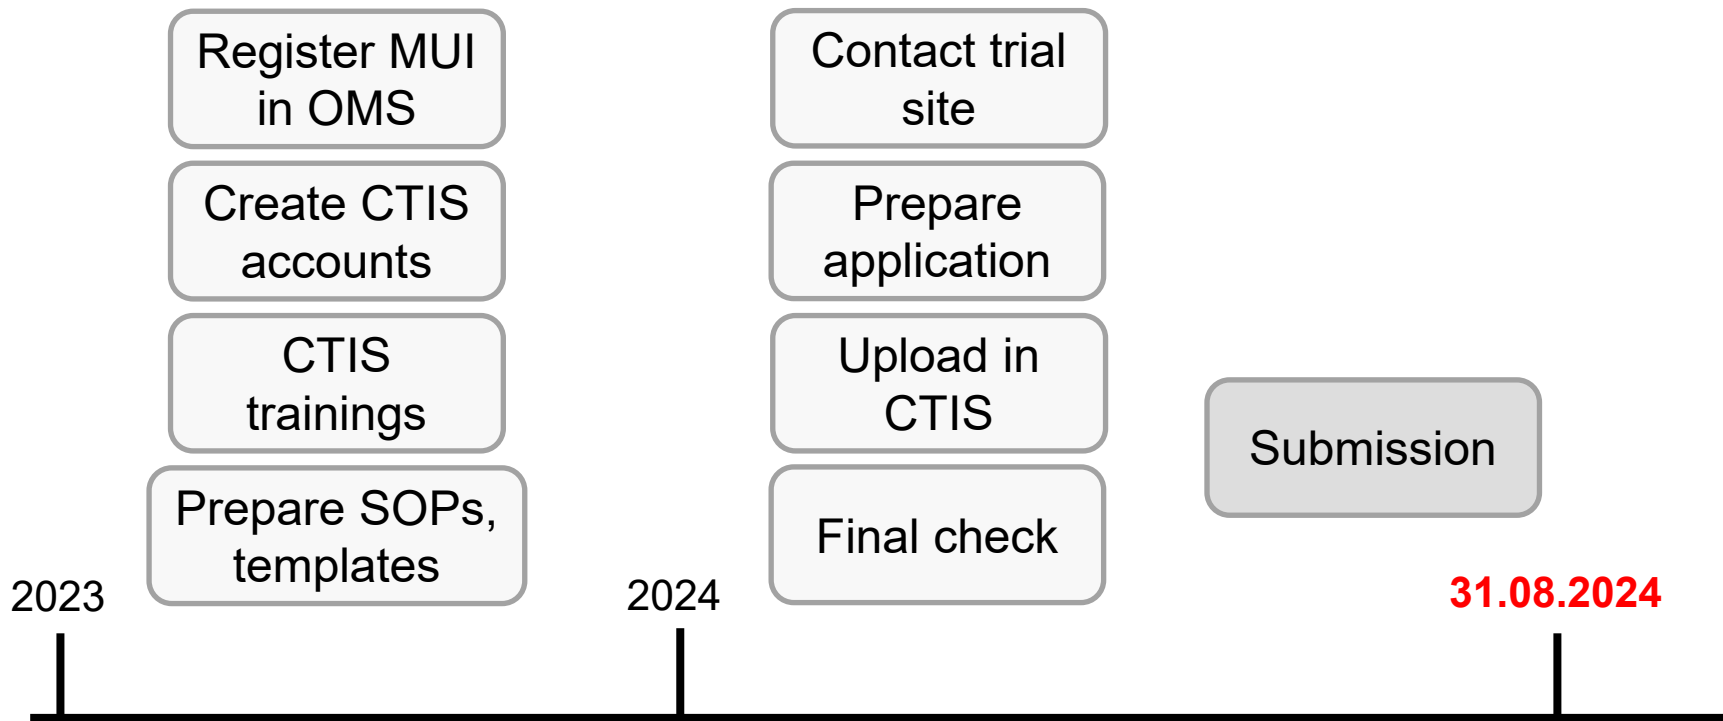 Register MUI
in OMS
Create CTIS
accounts
CTIS
trainings
Prepare SOPs,
templates
Contact trial
site
Prepare
application
Upload in
CTIS
Final check
Submission
2023
2024
31.08.2024